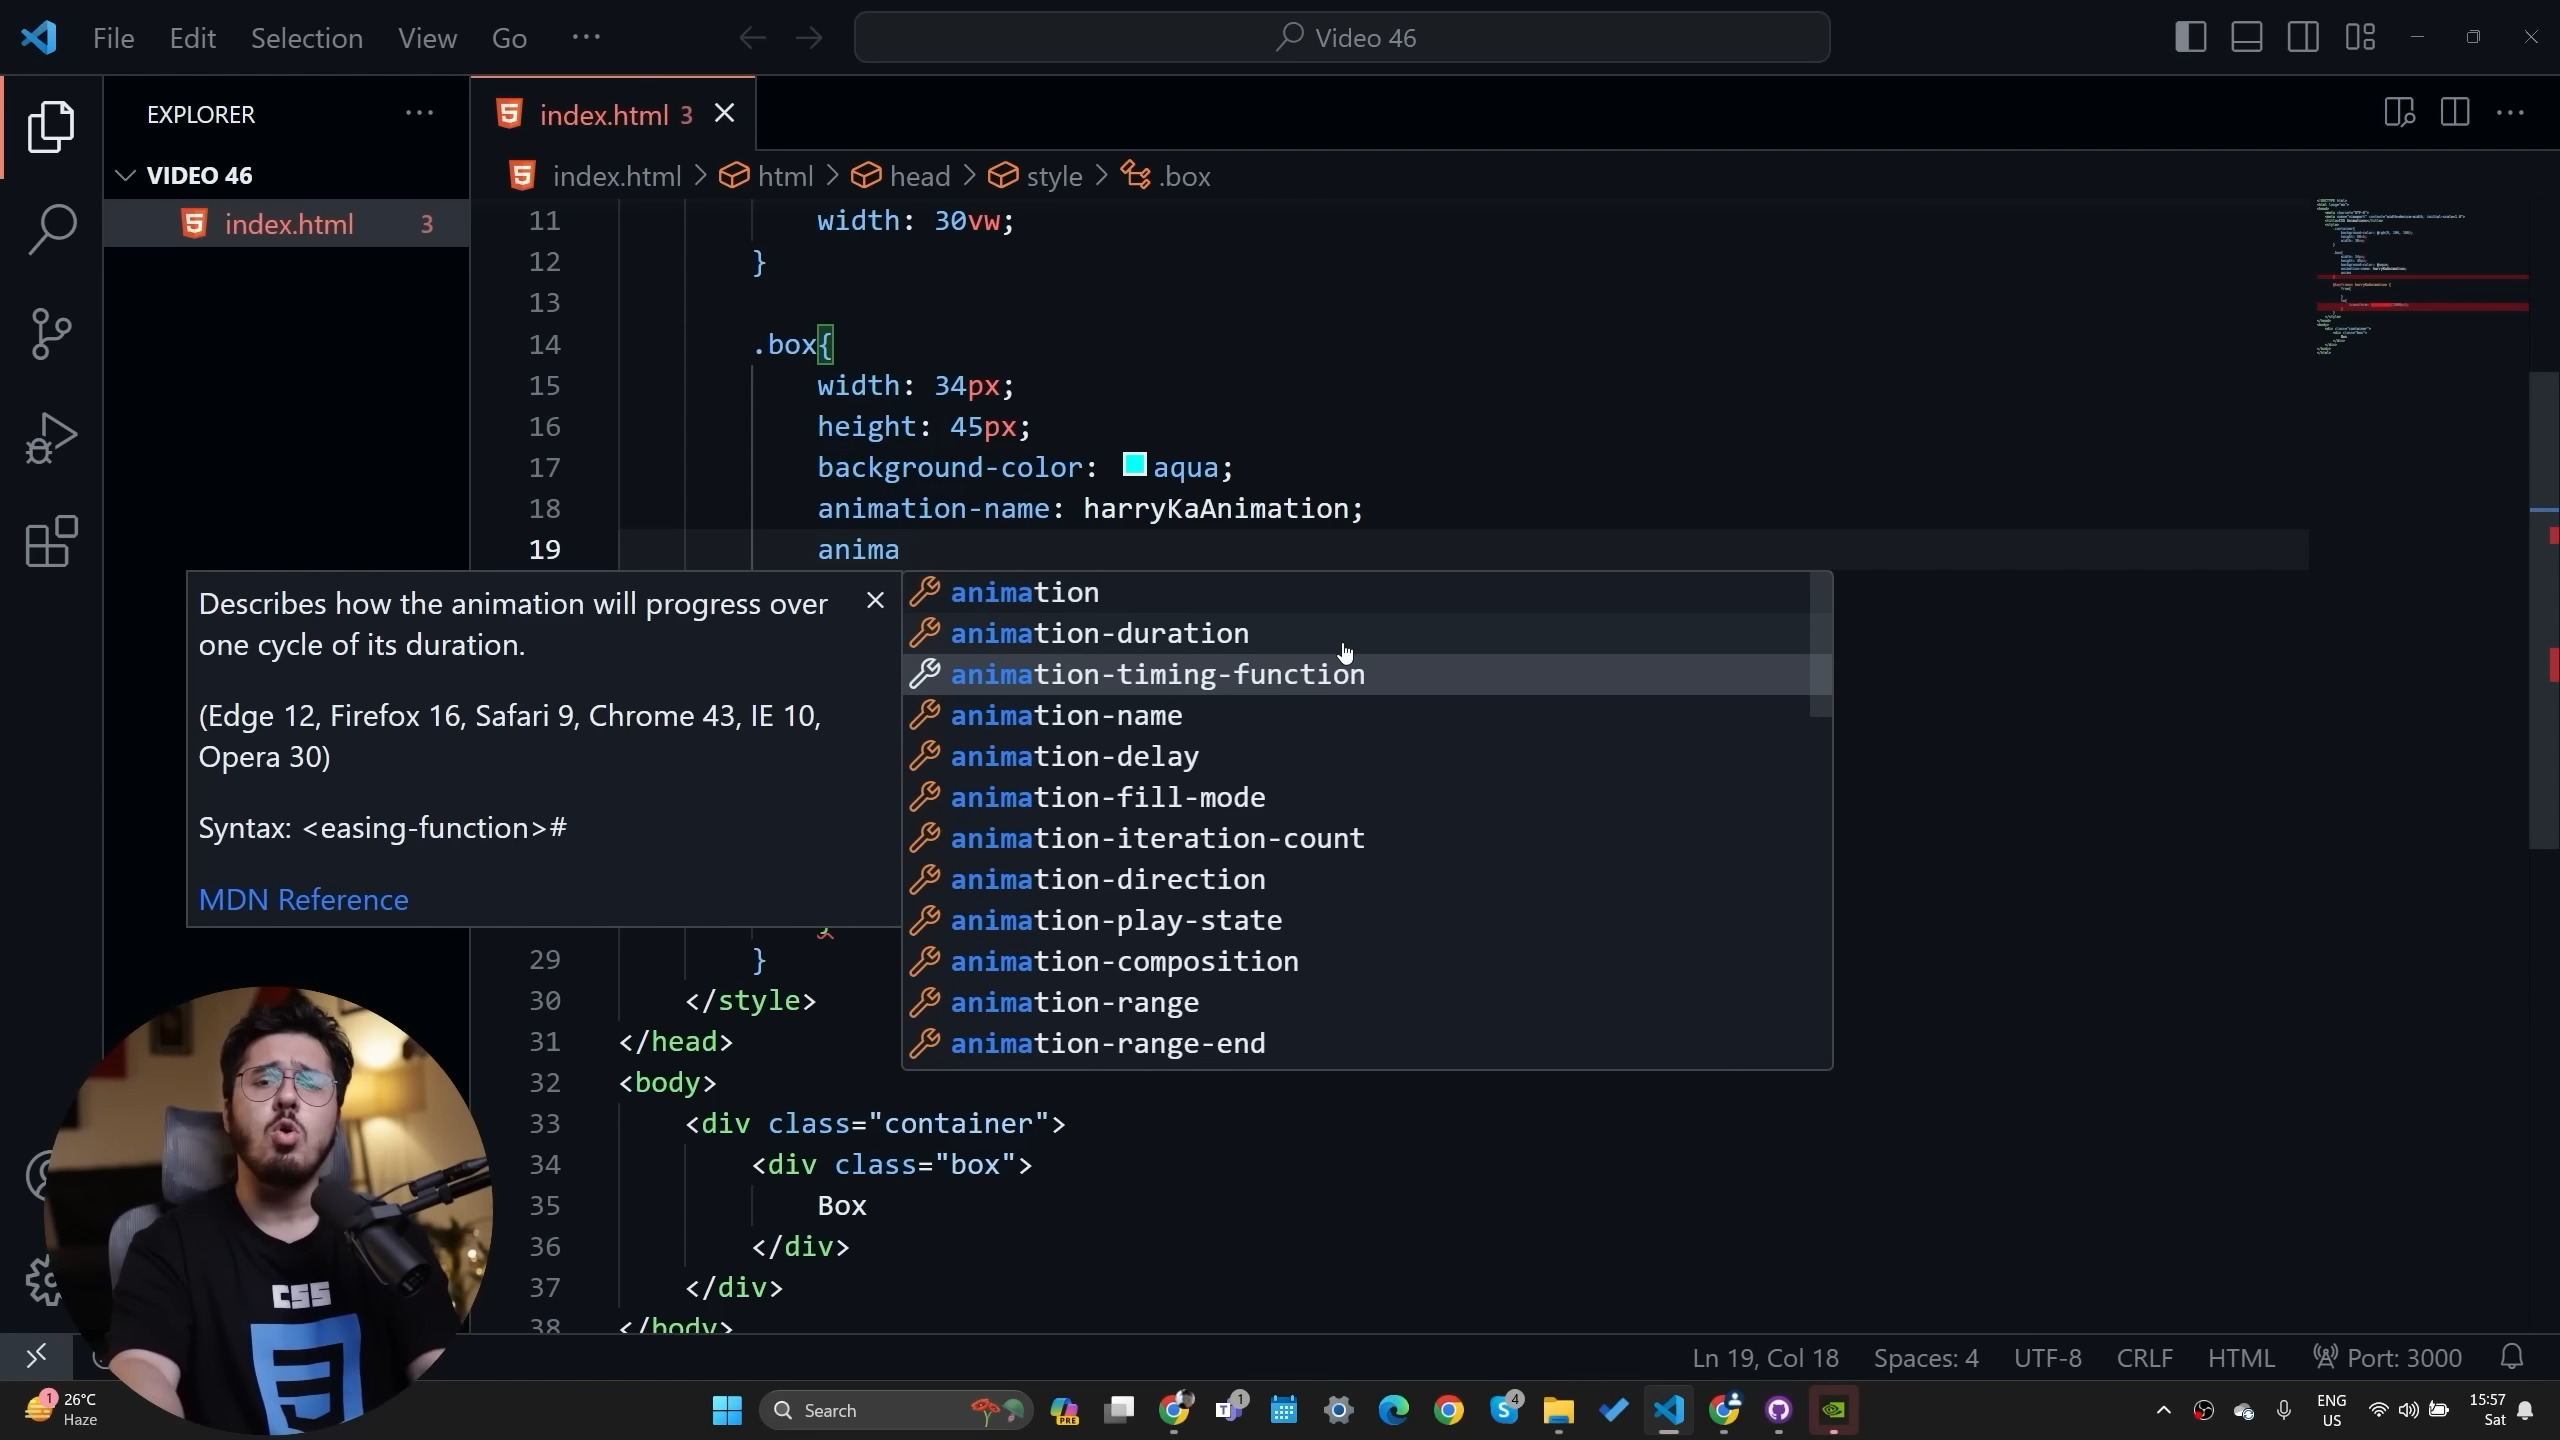 File Edit Selection View Go ···
Video 46
EXPLORER ···
index.html 3
VIDEO 46
index.html 3
index.html > html > head > style > .box
11 width: 30vw;
12 }
13
14 .box{
15 width: 34px;
16 height: 45px;
17 background-color: aqua;
18 animation-name: harryKaAnimation;
19 anima
Describes how the animation will progress over
one cycle of its duration.
(Edge 12, Firefox 16, Safari 9, Chrome 43, IE 10,
Opera 30)
Syntax: <easing-function>#
MDN Reference
animation
animation-duration
animation-timing-function
animation-name
animation-delay
animation-fill-mode
animation-iteration-count
animation-direction
animation-play-state
animation-composition
animation-range
animation-range-end
29 }
30 </style>
31 </head>
32 <body>
33 <div class="container">
34 <div class="box">
35 Box
36 </div>
37 </div>
38 </body>
CSS
Ln 19, Col 18 Spaces: 4 UTF-8 CRLF HTML Port: 3000
1
26°C
Haze
Search
PRE
1
4
ENG
US
15:57
Sat